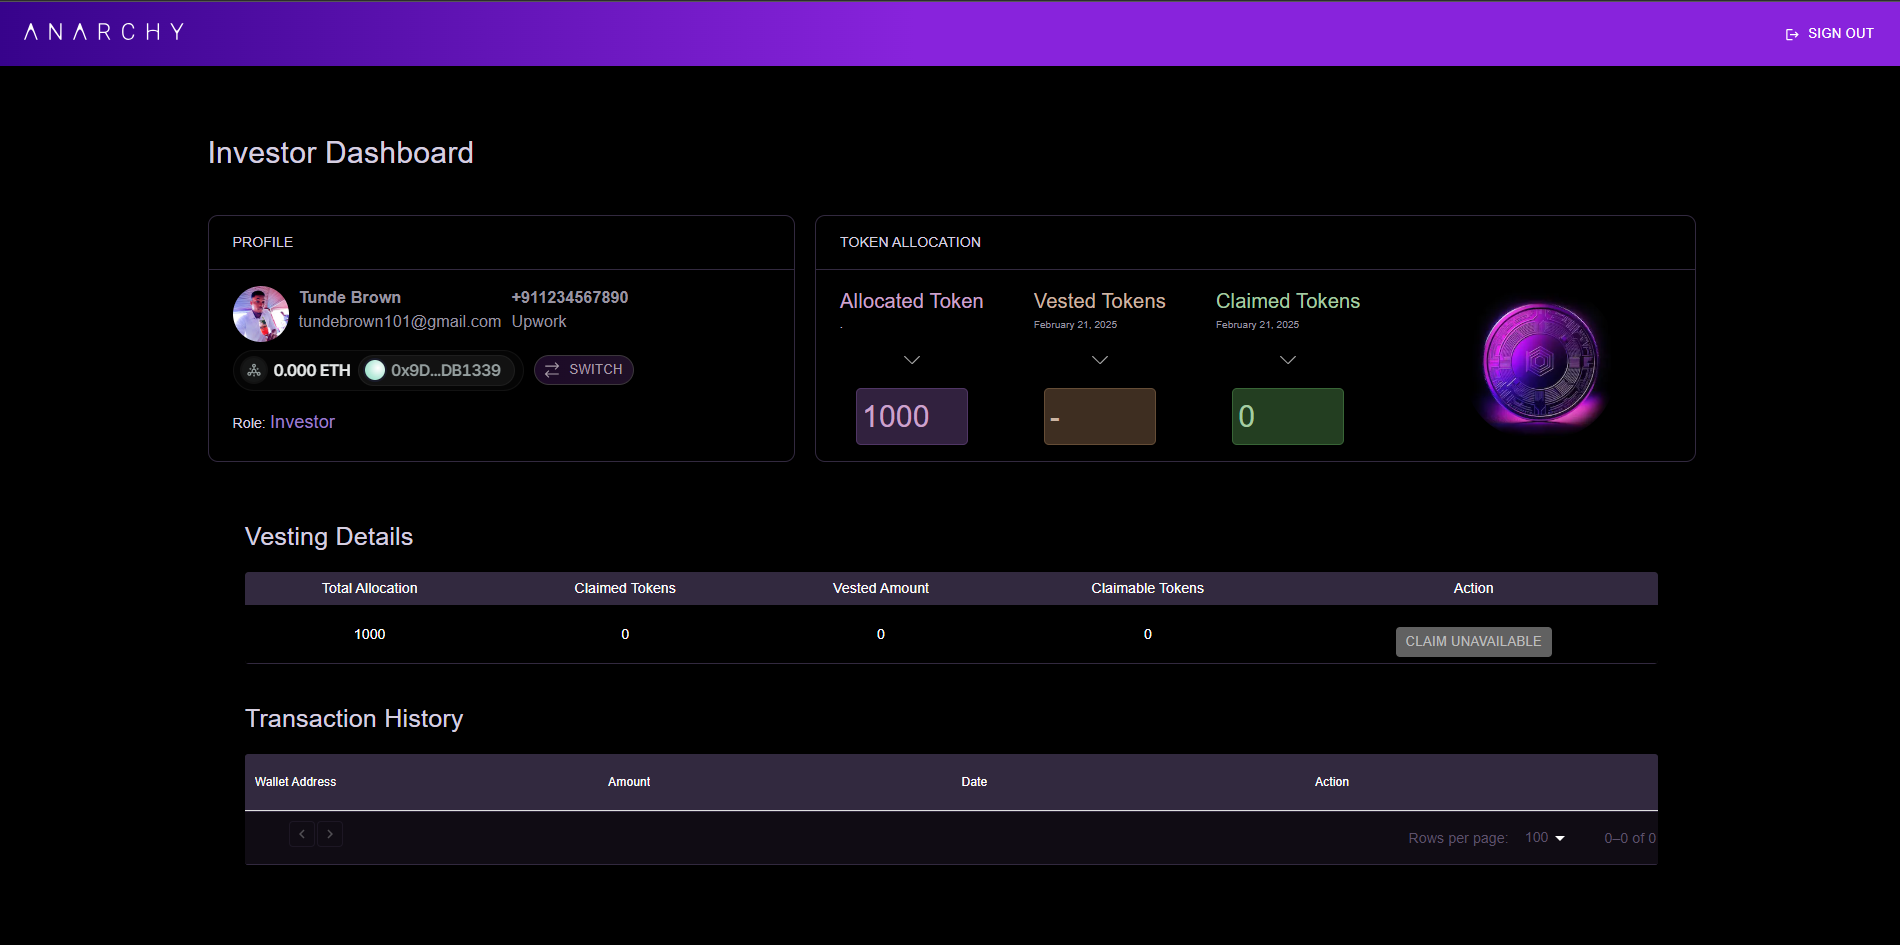 ANARCHY
SIGN OUT
Investor Dashboard
PROFILE
Tunde Brown
+911234567890
tundebrown101@gmail.com
Upwork
0.000 ETH
0x9D...DB1339
SWITCH
Role: Investor
TOKEN ALLOCATION
Allocated Token
Vested Tokens
Claimed Tokens
.
February 21, 2025
February 21, 2025
1000
-
0
Vesting Details
Total Allocation
Claimed Tokens
Vested Amount
Claimable Tokens
Action
1000
0
0
0
CLAIM UNAVAILABLE
Transaction History
Wallet Address
Amount
Date
Action
Rows per page:
100
0–0 of 0